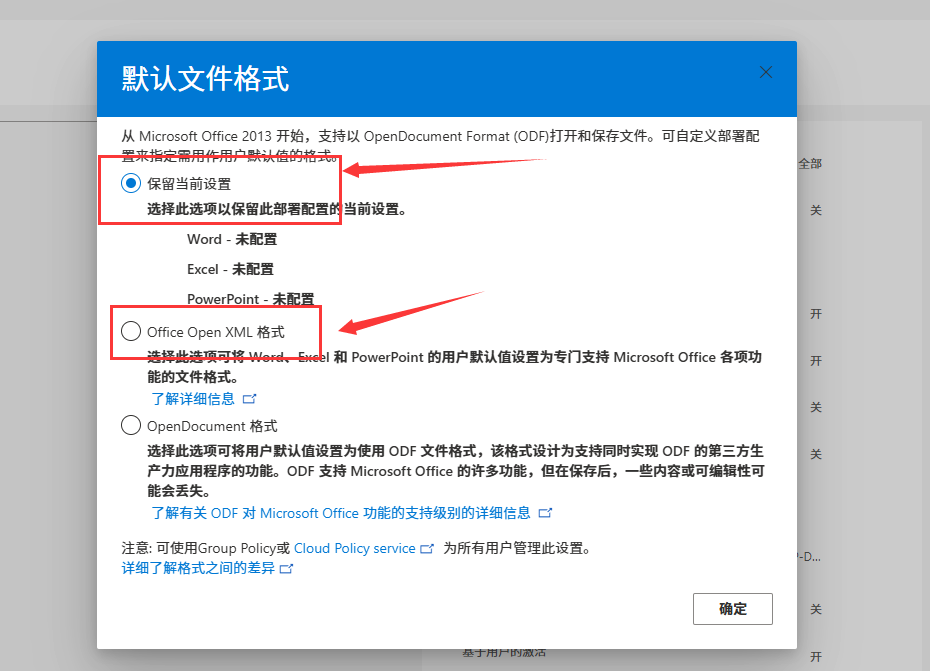 默认文件格式
从 Microsoft Office 2013 开始，支持以 OpenDocument Format (ODF)打开和保存文件。可自定义部署配
置来指定需用作用户默认值的格式。
全部
保留当前设置
选择此选项以保留此部署配置的当前设置。
关
Word - 未配置
Excel - 未配置
PowerPoint - 未配置
开
Office Open XML 格式
选择此选项可将 Word、Excel 和 PowerPoint 的用户默认值设置为专门支持 Microsoft Office 各项功
能的文件格式。
开
了解详细信息
关
OpenDocument 格式
选择此选项可将用户默认值设置为使用 ODF 文件格式，该格式设计为支持同时实现 ODF 的第三方生
关
产力应用程序的功能。ODF 支持 Microsoft Office 的许多功能，但在保存后，一些内容或可编辑性可
能会丢失。
了解有关 ODF 对 Microsoft Office 功能的支持级别的详细信息
注意: 可使用Group Policy或 Cloud Policy service 为所有用户管理此设置。
-D...
详细了解格式之间的差异
确定
关
基于用户的激活
开